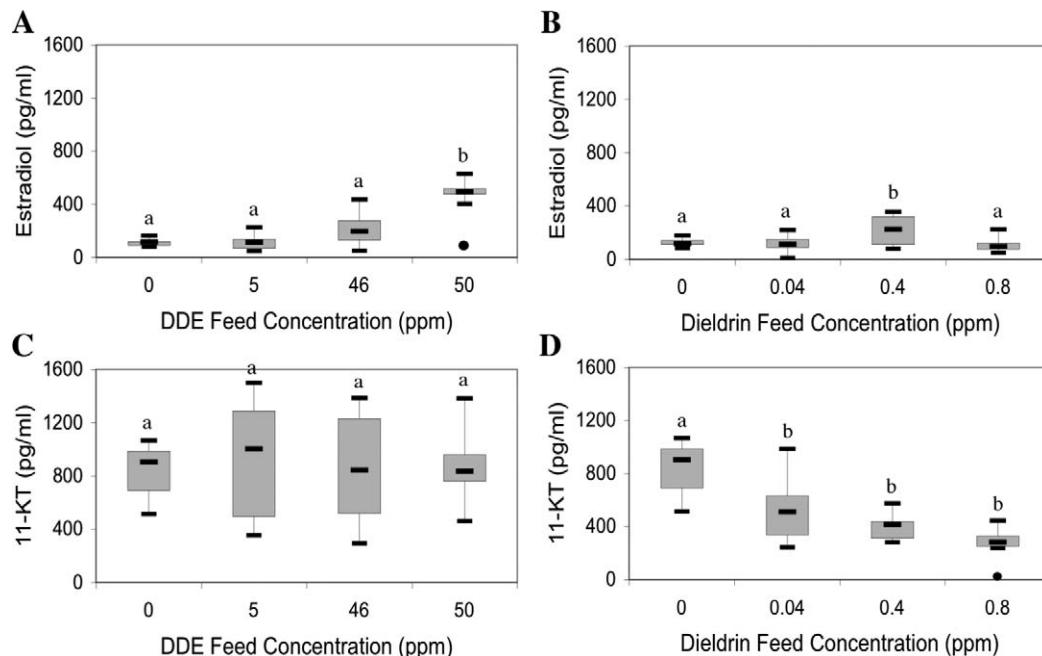 A
Estradiol (pg/ml)
1600
1200
800
400
0
a
a
a
b
0 5 46 50
DDE Feed Concentration (ppm)
B
Estradiol (pg/ml)
1600
1200
800
400
0
a
a
b
a
0 0.04 0.4 0.8
Dieldrin Feed Concentration (ppm)
C
11-KT (pg/ml)
1600
1200
800
400
0
a
a
a
a
0 5 46 50
DDE Feed Concentration (ppm)
D
11-KT (pg/ml)
1600
1200
800
400
0
a
b
b
b
0 0.04 0.4 0.8
Dieldrin Feed Concentration (ppm)